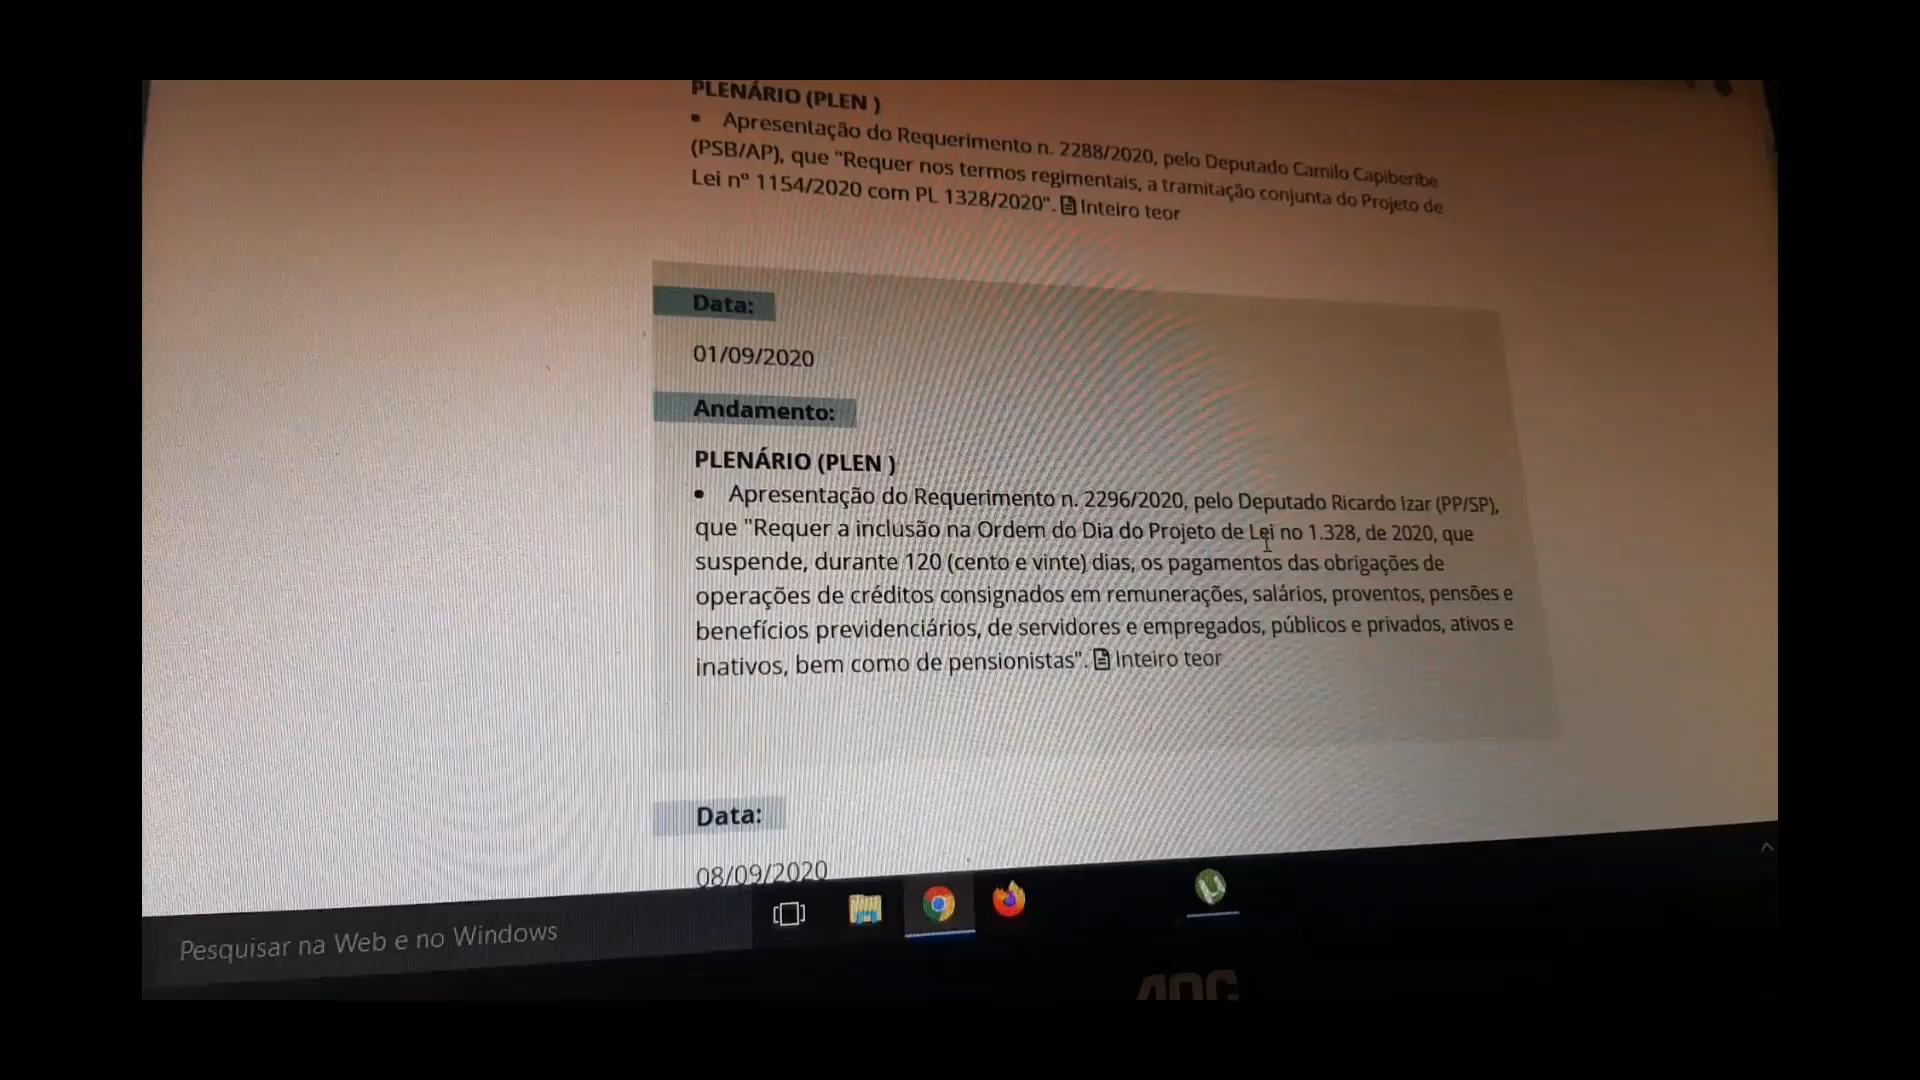 PLENÁRIO (PLEN )
• Apresentação do Requerimento n. 2288/2020, pelo Deputado Camilo Capiberibe
(PSB/AP), que "Requer nos termos regimentais, a tramitação conjunta do Projeto de
Lei nº 1154/2020 com PL 1328/2020". Inteiro teor
Data:
01/09/2020
Andamento:
PLENÁRIO (PLEN )
• Apresentação do Requerimento n. 2296/2020, pelo Deputado Ricardo Izar (PP/SP),
que "Requer a inclusão na Ordem do Dia do Projeto de Lei no 1.328, de 2020, que
suspende, durante 120 (cento e vinte) dias, os pagamentos das obrigações de
operações de créditos consignados em remunerações, salários, proventos, pensões e
benefícios previdenciários, de servidores e empregados, públicos e privados, ativos e
inativos, bem como de pensionistas". Inteiro teor
Data:
08/09/2020
Pesquisar na Web e no Windows
AOC